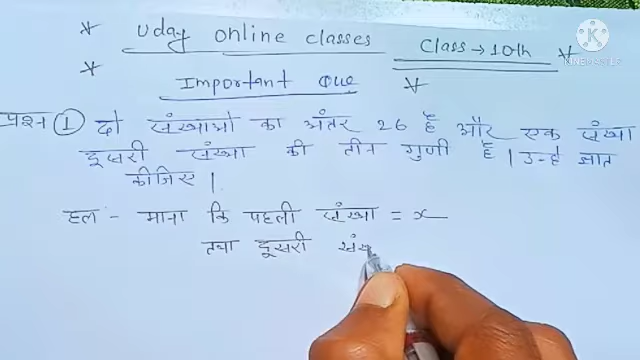 Uday online classes Class → 10th
Important Que
KINEMASTER
प्रश्न ① दो संख्याओ का अंतर 26 है और एक संख्या
दूसरी संख्या की तीन गुणी है। उन्हे ज्ञात
कीजिए।
हल :- माना कि पहली संख्या = x
तथा दूसरी